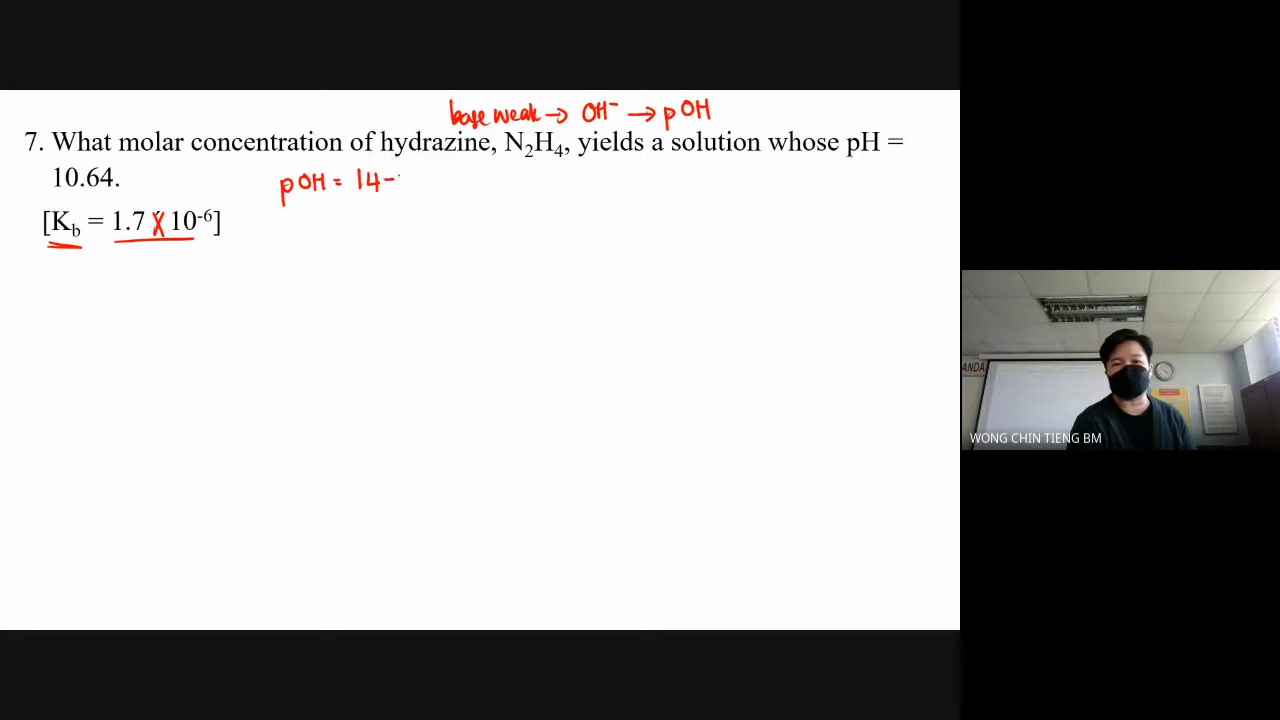 base weak → OH⁻ → pOH
7. What molar concentration of hydrazine, N₂H₄, yields a solution whose pH =
10.64.
pOH = 14-
[K_b = 1.7 x 10⁻⁶]
ANDA
WONG CHIN TIENG BM